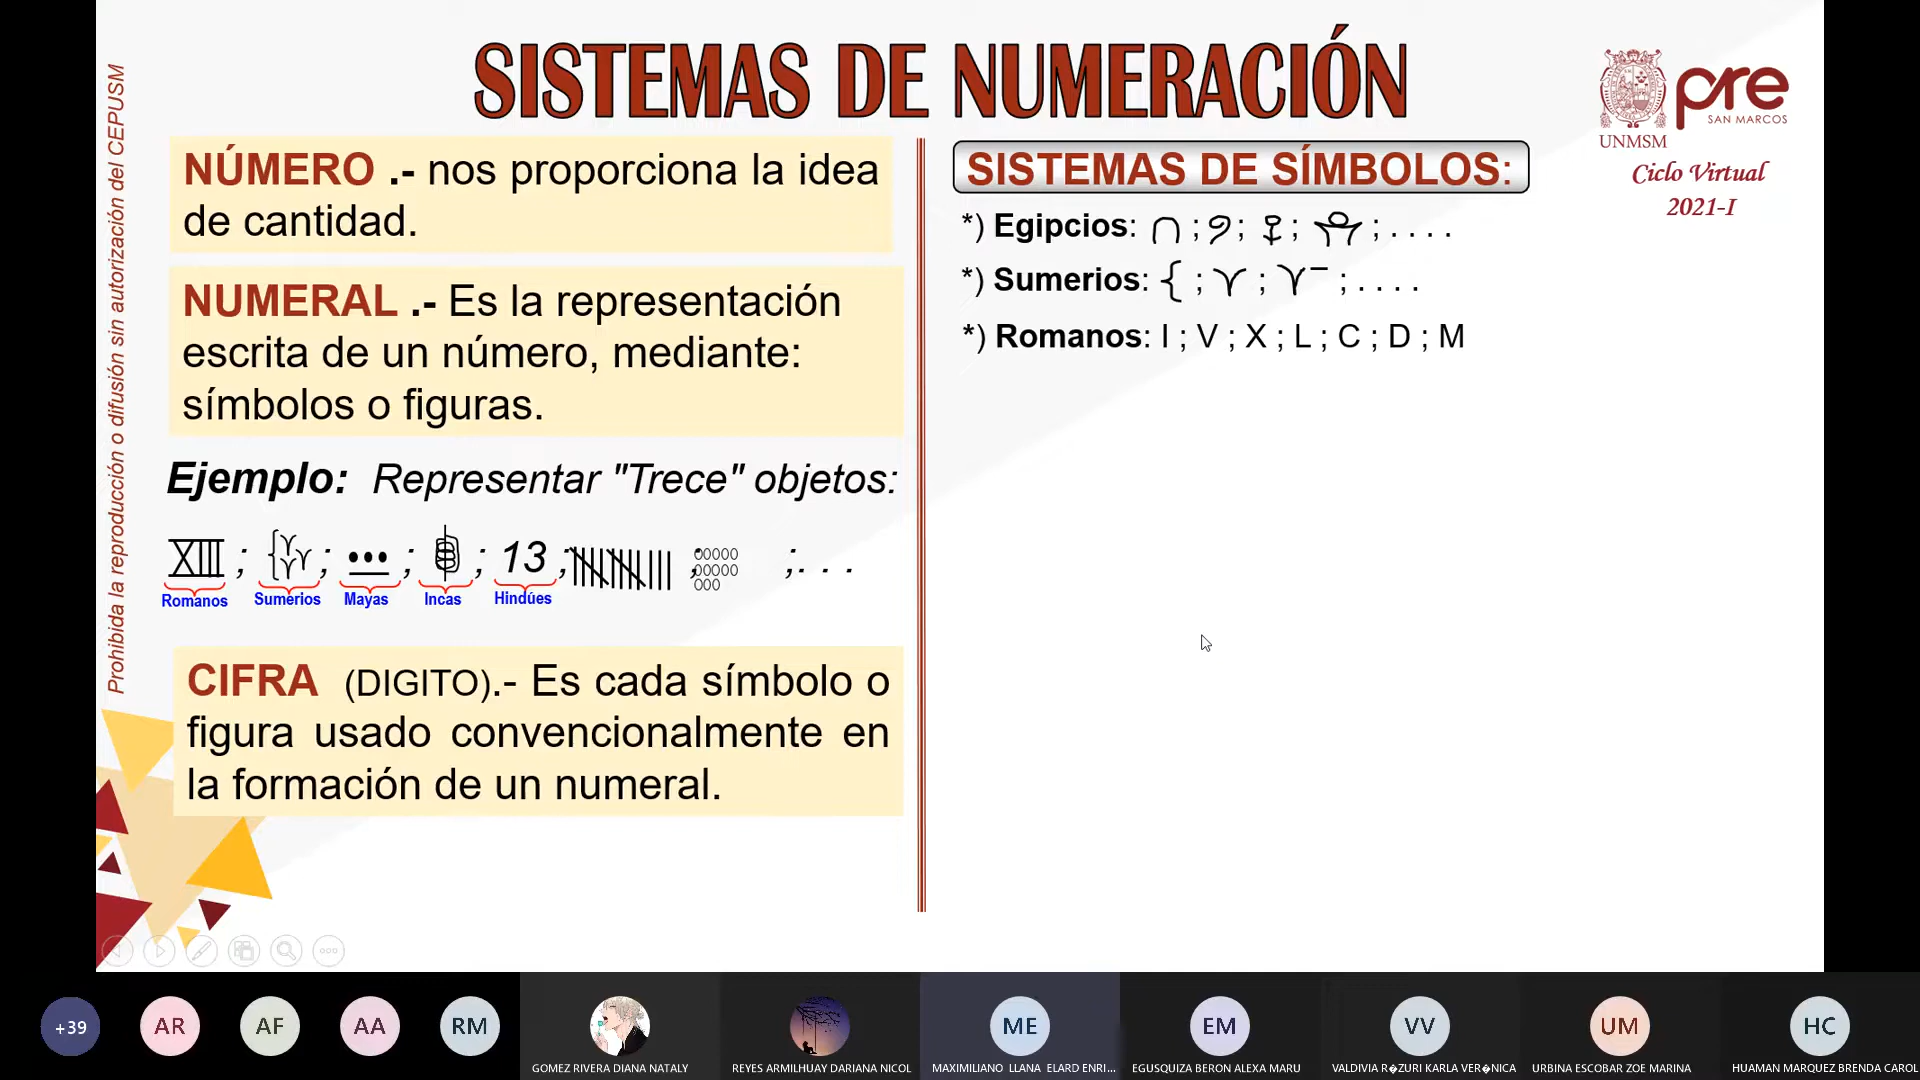 SISTEMAS DE NUMERACIÓN
Prohibida la reproducción o difusión sin autorización del CEPUSM
UNMSM
pre
SAN MARCOS
Ciclo Virtual
2021-I
NÚMERO .- nos proporciona la idea
de cantidad.
NUMERAL .- Es la representación
escrita de un número, mediante:
símbolos o figuras.
Ejemplo: Representar "Trece" objetos:
XIII ; ; ; ; 13 ; ; ;. . .
Romanos Sumerios Mayas Incas Hindúes
CIFRA (DIGITO).- Es cada símbolo o
figura usado convencionalmente en
la formación de un numeral.
SISTEMAS DE SÍMBOLOS:
*) Egipcios: ; ; ; ; . . . .
*) Sumerios: ; ; ; . . . .
*) Romanos: I ; V ; X ; L ; C ; D ; M
+39 AR AF AA RM ME EM VV UM HC
GOMEZ RIVERA DIANA NATALY
REYES ARMILHUAY DARIANA NICOL
MAXIMILIANO LLANA ELARD ENRI...
EGUSQUIZA BERON ALEXA MARU
VALDIVIA R�ZURI KARLA VER�NICA
URBINA ESCOBAR ZOE MARINA
HUAMAN MARQUEZ BRENDA CAROL